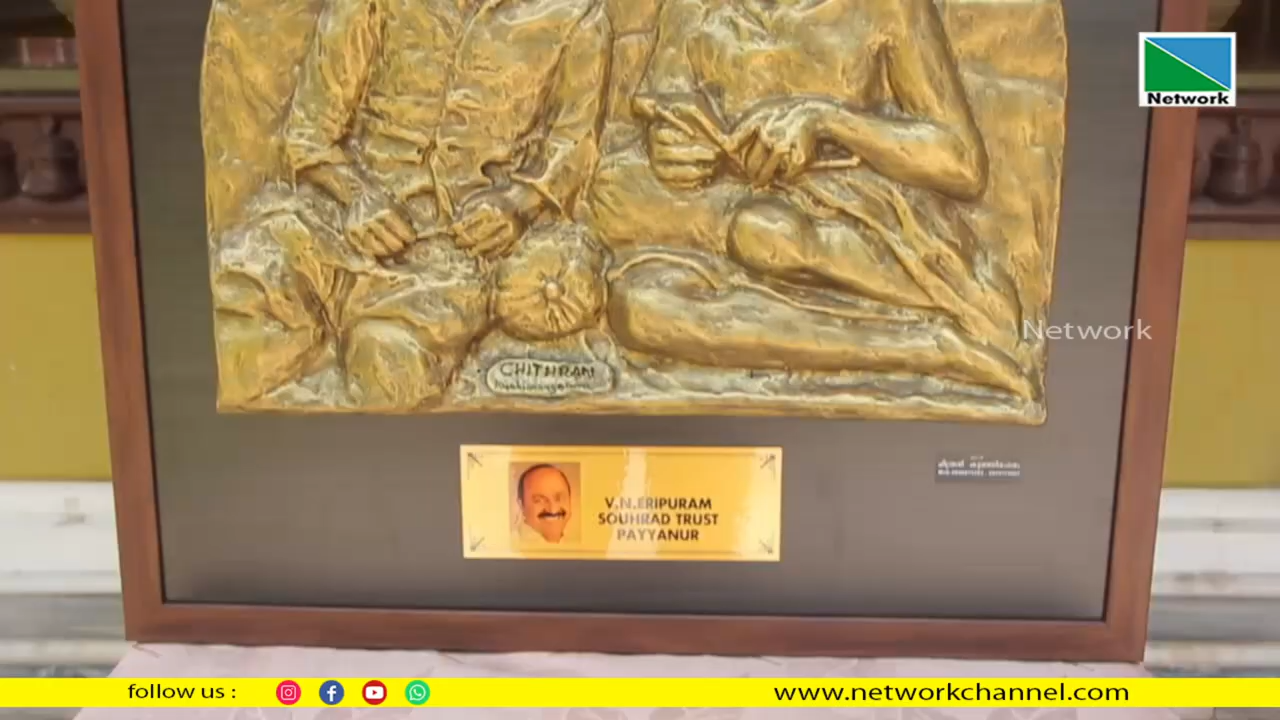 Network
Network
CHITHRAN
V.N.ERIPURAM
SOUHRAD TRUST
PAYYANUR
follow us :
www.networkchannel.com